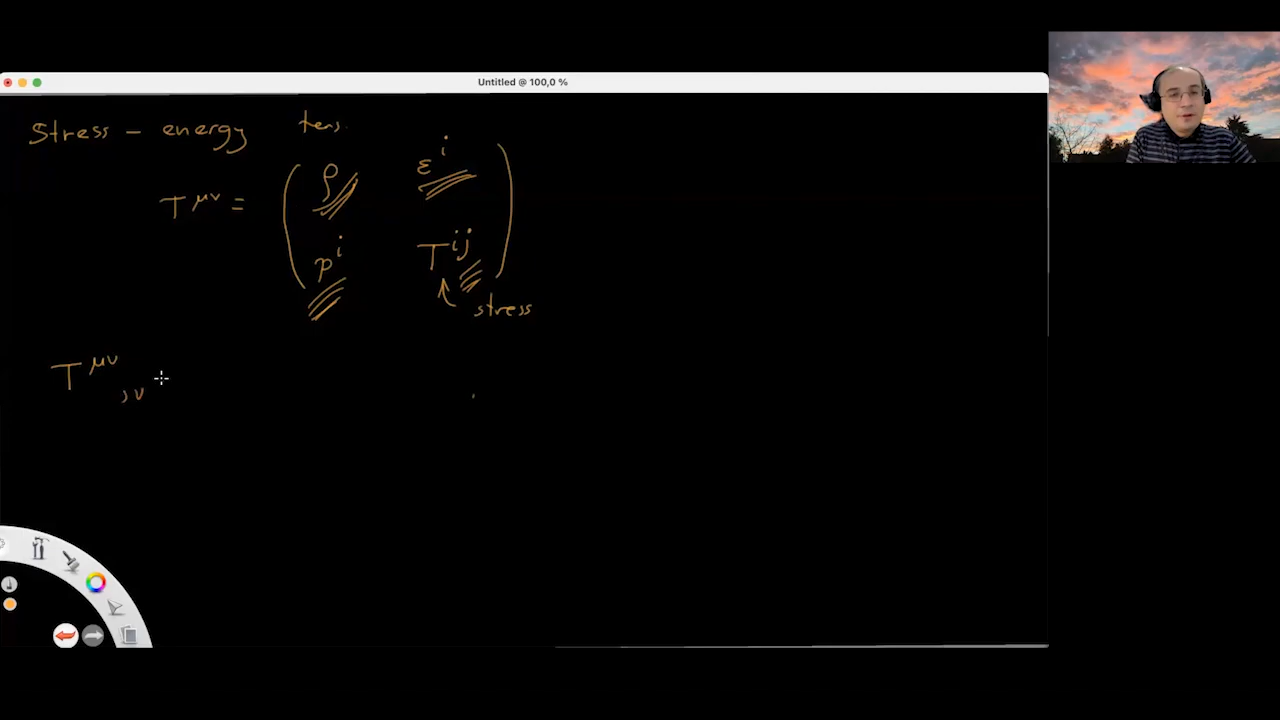 Untitled @ 100,0 %
Stress - energy tens.
ρ ε^i
T^{μν} =
p^i T^{ij}
stress
T^{μν}_{,ν}